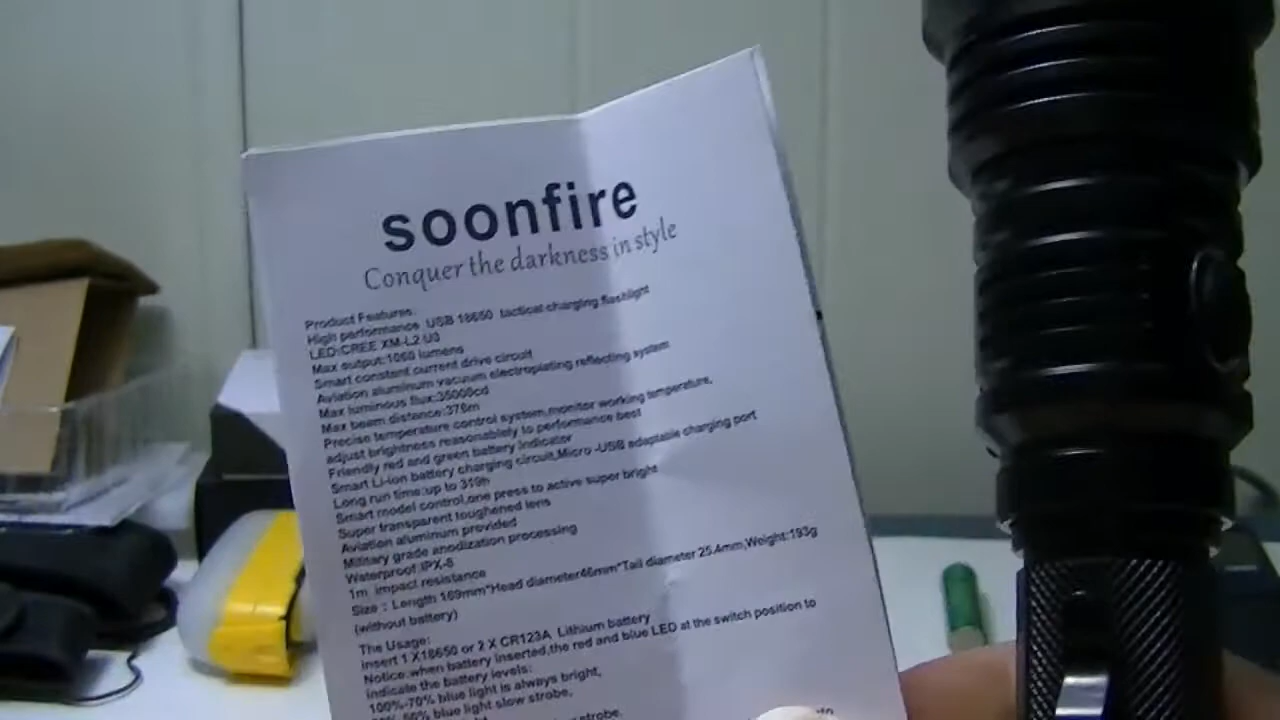 soonfire
Conquer the darkness in style
Product Features:
High performance USB 18650 tactical charging flashlight
LED:CREE XM-L2 U3
Max output:1060 lumens
Smart constant current drive circuit
Aviation aluminum vacuum electroplating reflecting system
Max luminous flux:35000cd
Max beam distance:376m
Precise temperature control system,monitor working temperature,
adjust brightness reasonablely to performance best
Friendly red and green battery indicator
Smart Li-ion battery charging circuit,Micro -USB adaptable charging port
Long run time:up to 319h
Smart model control,one press to active super bright
Super transparent toughened lens
Aviation aluminum provided
Military grade anodization processing
Waterproof:IPX-8
1m impact resistance
Size : Length 169mm*Head diameter46mm*Tail diameter 25.4mm,Weight:193g
(without battery)
The Usage:
Insert 1 X18650 or 2 X CR123A Lithium battery
Notice:when battery inserted,the red and blue LED at the switch position to
indicate the battery levels:
100%-70% blue light is always bright,
blue light slow strobe,
strobe.